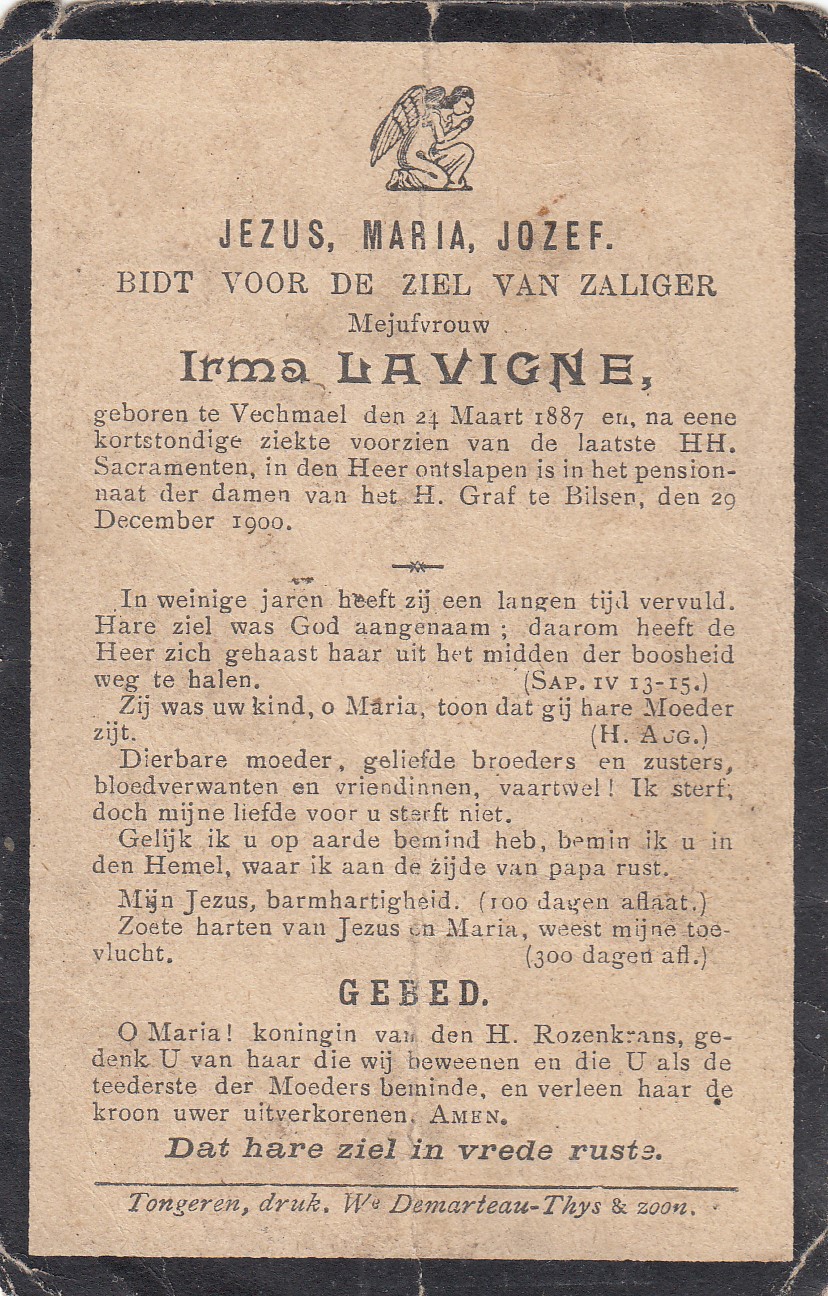 JEZUS, MARIA, JOZEF.
BIDT VOOR DE ZIEL VAN ZALIGER
Mejufvrouw
Irma LAVIGNE,
geboren te Vechmael den 24 Maart 1887 en, na eene
kortstondige ziekte voorzien van de laatste HH.
Sacramenten, in den Heer ontslapen is in het pension-
naat der damen van het H. Graf te Bilsen, den 29
December 1900.
In weinige jaren heeft zij een langen tijd vervuld.
Hare ziel was God aangenaam ; daarom heeft de
Heer zich gehaast haar uit het midden der boosheid
weg te halen. (SAP. IV 13-15.)
Zij was uw kind, o Maria, toon dat gij hare Moeder
zijt. (H. AUG.)
Dierbare moeder, geliefde broeders en zusters,
bloedverwanten en vriendinnen, vaartwel ! Ik sterf,
doch mijne liefde voor u sterft niet.
Gelijk ik u op aarde bemind heb, bemin ik u in
den Hemel, waar ik aan de zijde van papa rust.
Mijn Jezus, barmhartigheid. (100 dagen aflaat.)
Zoete harten van Jezus en Maria, weest mijne toe-
vlucht. (300 dagen afl.)
GEBED.
O Maria! koningin van den H. Rozenkrans, ge-
denk U van haar die wij beweenen en die U als de
teederste der Moeders beminde, en verleen haar de
kroon uwer uitverkorenen. AMEN.
Dat hare ziel in vrede ruste.
Tongeren, druk. We Demarteau-Thys & zoon.